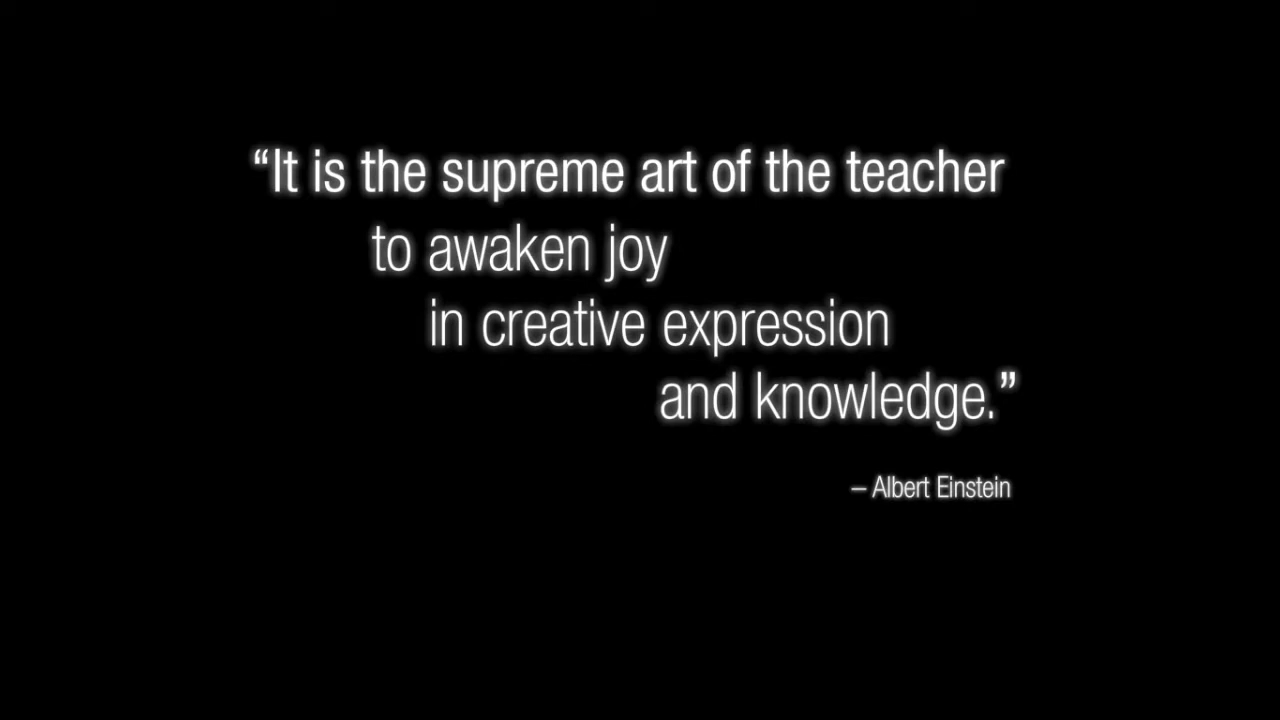 “It is the supreme art of the teacher
to awaken joy
in creative expression
and knowledge.”
– Albert Einstein